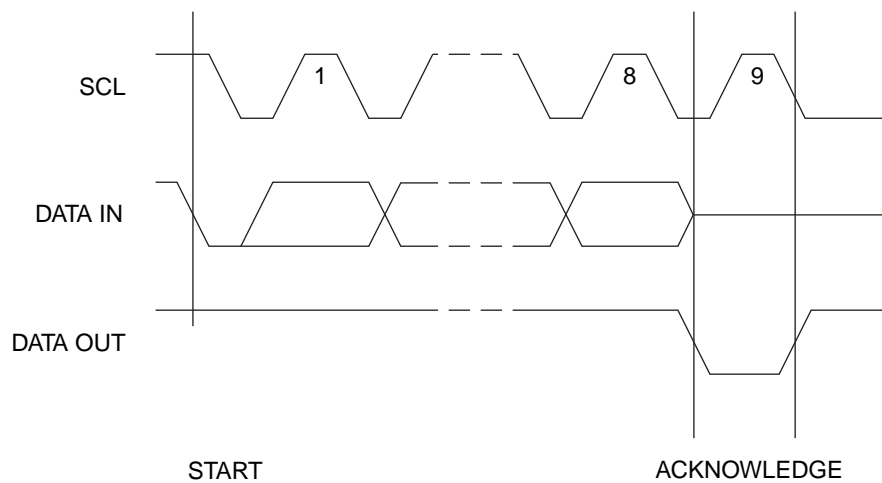 SCL
1
8
9
DATA IN
DATA OUT
START
ACKNOWLEDGE